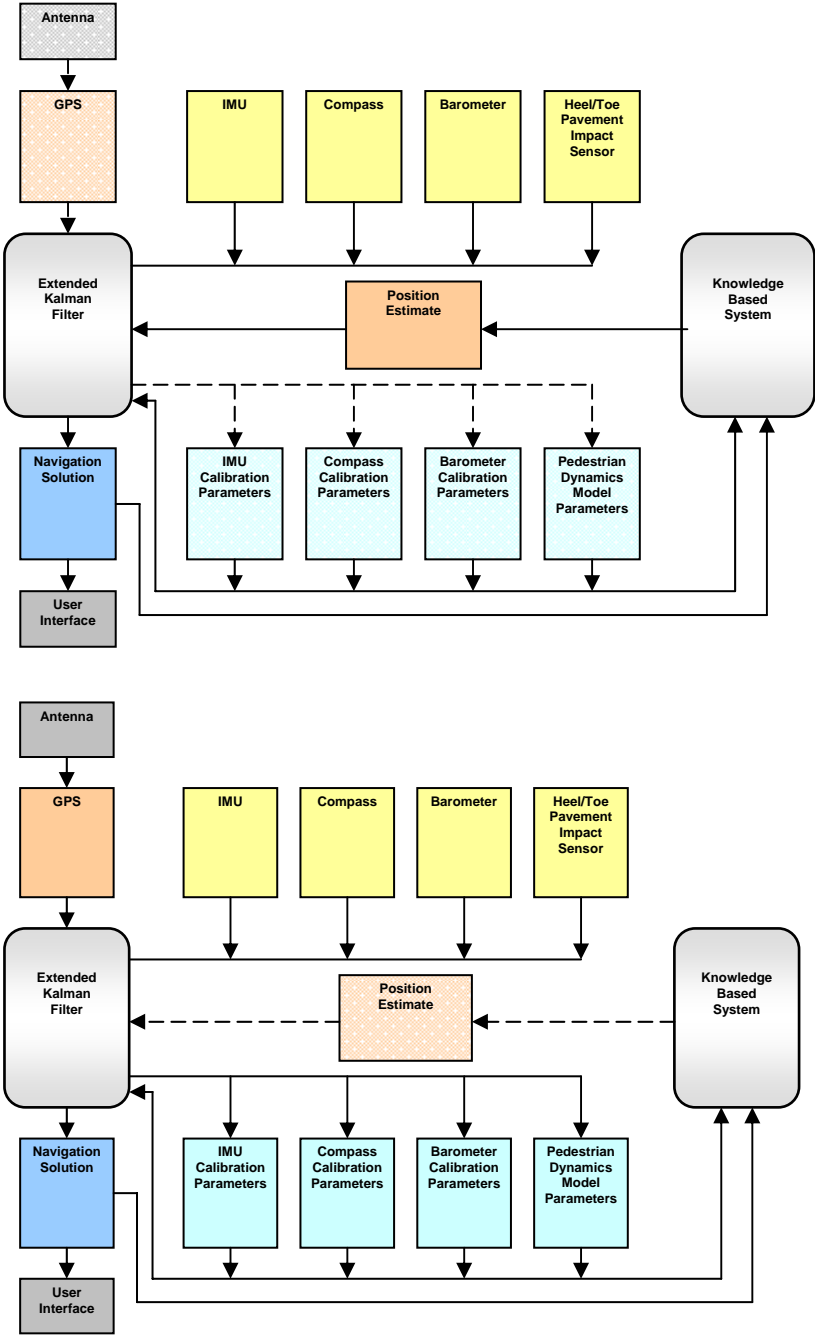 Antenna
GPS
IMU
Compass
Barometer
Heel/Toe
Pavement
Impact
Sensor
Extended
Kalman
Filter
Position
Estimate
Knowledge
Based
System
Navigation
Solution
IMU
Calibration
Parameters
Compass
Calibration
Parameters
Barometer
Calibration
Parameters
Pedestrian
Dynamics
Model
Parameters
User
Interface
Antenna
GPS
IMU
Compass
Barometer
Heel/Toe
Pavement
Impact
Sensor
Extended
Kalman
Filter
Position
Estimate
Knowledge
Based
System
Navigation
Solution
IMU
Calibration
Parameters
Compass
Calibration
Parameters
Barometer
Calibration
Parameters
Pedestrian
Dynamics
Model
Parameters
User
Interface